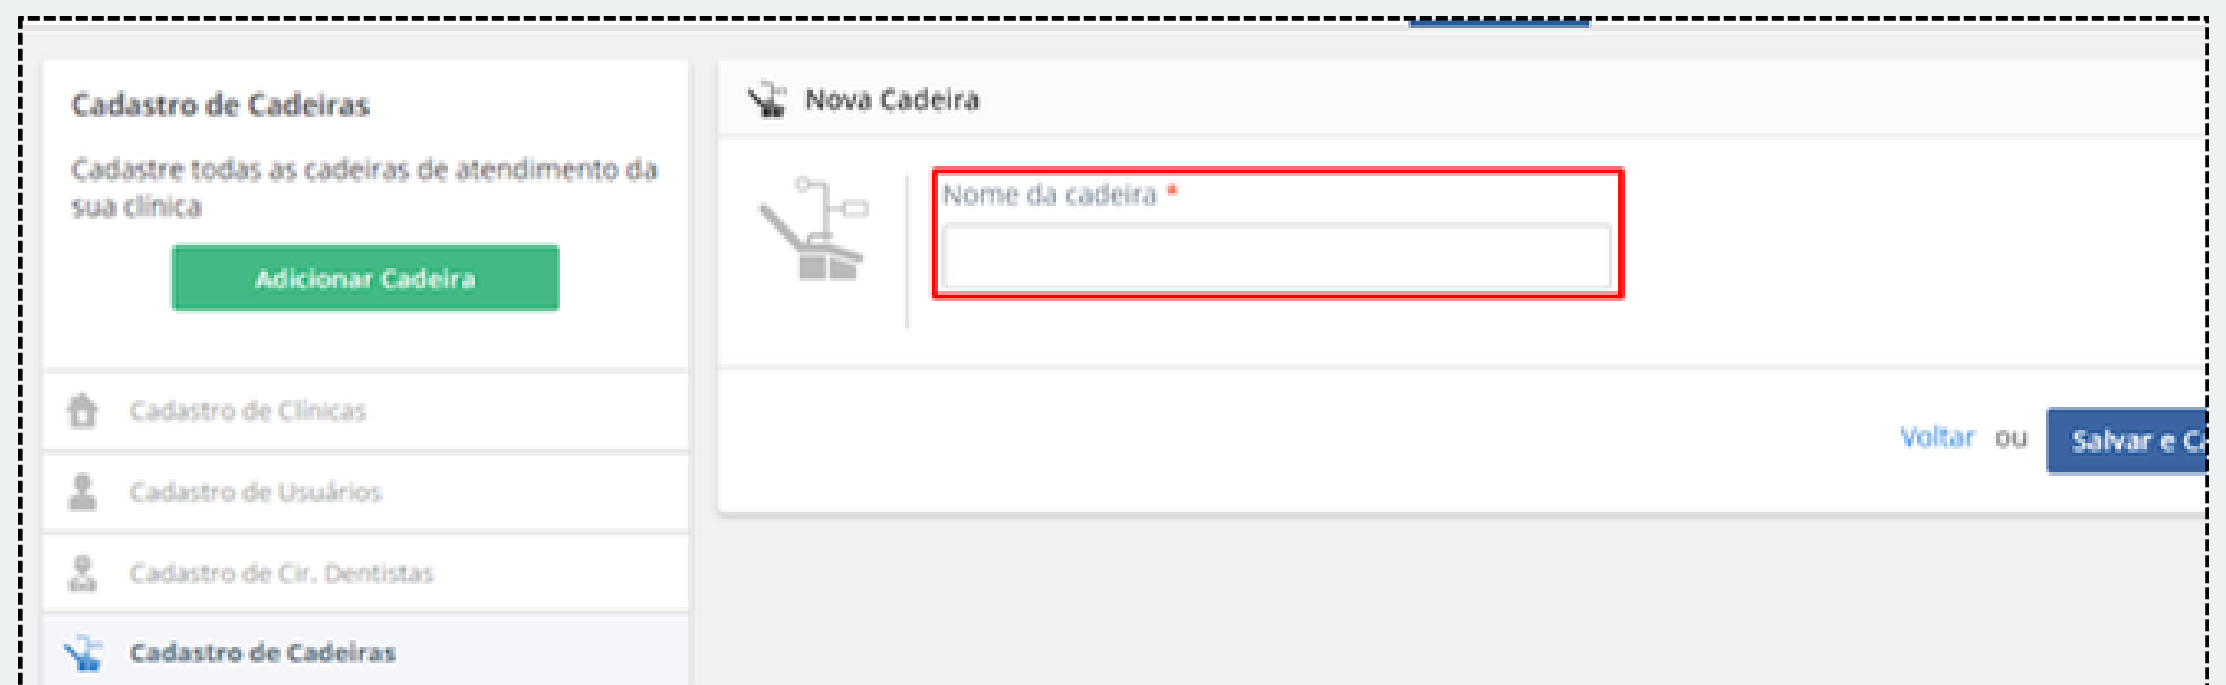 Cadastro de Cadeiras
Cadastre todas as cadeiras de atendimento da
sua clínica
Adicionar Cadeira
Cadastro de Clínicas
Cadastro de Usuários
Cadastro de Cir. Dentistas
Cadastro de Cadeiras
Nova Cadeira
Nome da cadeira *
Voltar ou Salvar e